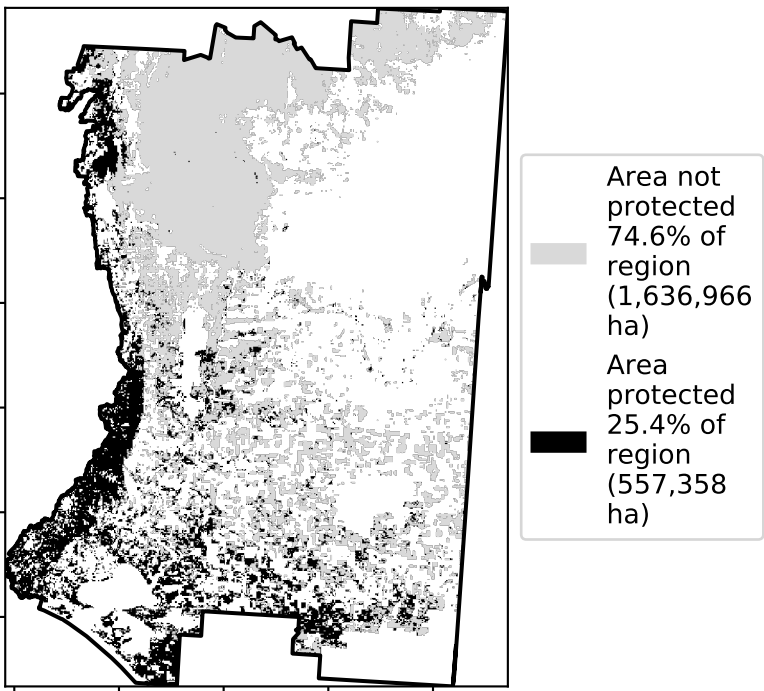 Area not
protected
74.6% of
region
(1,636,966
ha)
Area
protected
25.4% of
region
(557,358
ha)